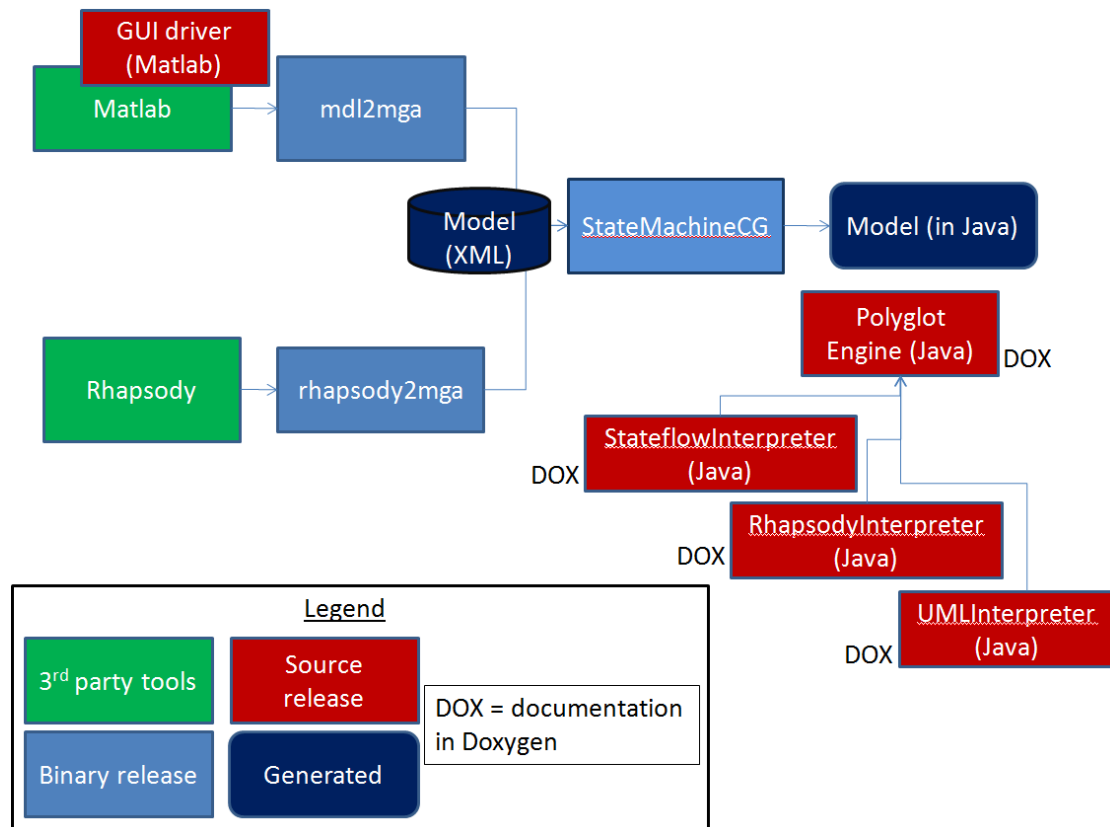 GUI driver
(Matlab)
Matlab
mdl2mga
Model
(XML)
StateMachineCG
Model (in Java)
Polyglot
Engine (Java)
DOX
Rhapsody
rhapsody2mga
StateflowInterpreter
(Java)
DOX
RhapsodyInterpreter
(Java)
DOX
UMLInterpreter
(Java)
DOX
Legend
3rd party tools
Source
release
DOX = documentation
in Doxygen
Binary release
Generated